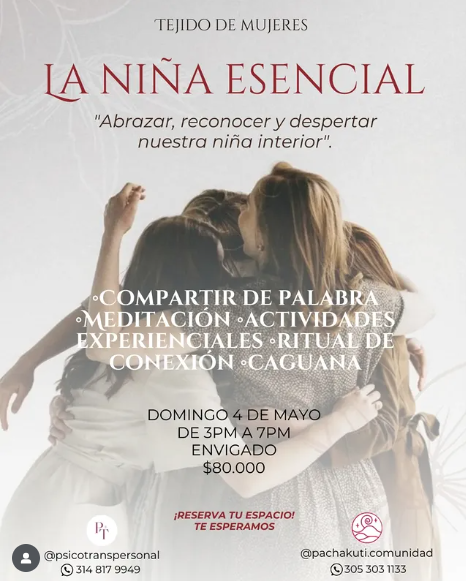 TEJIDO DE MUJERES
LA NIÑA ESENCIAL
"Abrazar, reconocer y despertar
nuestra niña interior".
◦COMPARTIR DE PALABRA
◦MEDITACIÓN ◦ACTIVIDADES
EXPERIENCIALES ◦RITUAL DE
CONEXIÓN ◦CAGUANA
DOMINGO 4 DE MAYO
DE 3PM A 7PM
ENVIGADO
$80.000
¡RESERVA TU ESPACIO!
TE ESPERAMOS
PT
@psicotranspersonal
314 817 9949
@pachakuti.comunidad
305 303 1133